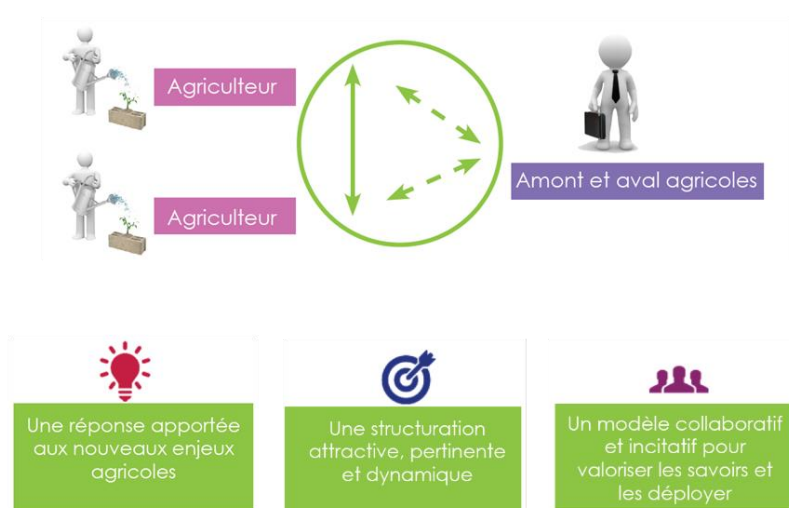 Agriculteur
Amont et aval agricoles
Agriculteur
Une réponse apportée
aux nouveaux enjeux
agricoles
Une structuration
attractive, pertinente
et dynamique
Un modèle collaboratif
et incitatif pour
valoriser les savoirs et
les déployer